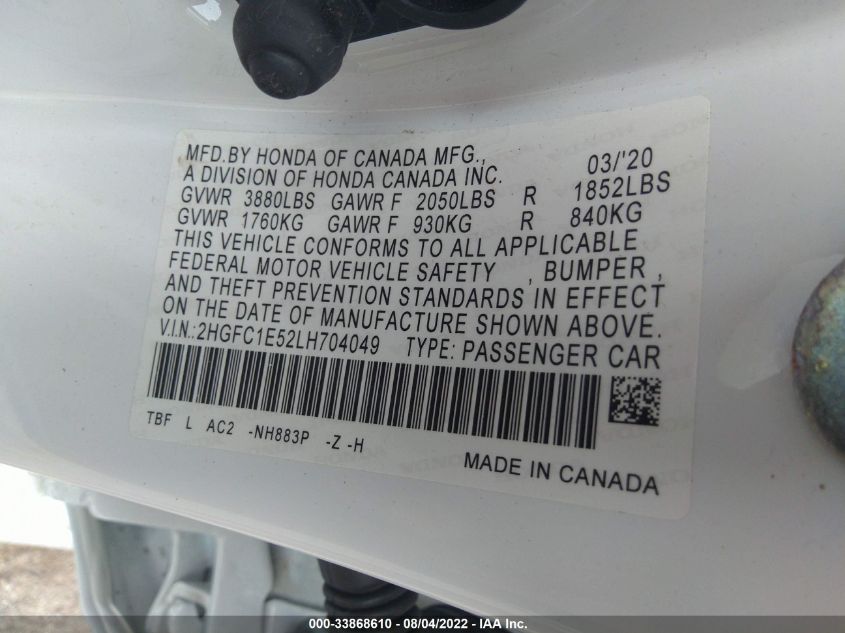 MFD.BY HONDA OF CANADA MFG., 03/'20
A DIVISION OF HONDA CANADA INC.
GVWR 3880LBS GAWR F 2050LBS R 1852LBS
GVWR 1760KG GAWR F 930KG R 840KG
THIS VEHICLE CONFORMS TO ALL APPLICABLE
FEDERAL MOTOR VEHICLE SAFETY , BUMPER ,
AND THEFT PREVENTION STANDARDS IN EFFECT
ON THE DATE OF MANUFACTURE SHOWN ABOVE.
V.I.N.:2HGFC1E52LH704049 TYPE: PASSENGER CAR
TBF L AC2 -NH883P -Z -H
MADE IN CANADA
000-33868610 - 08/04/2022 - IAA Inc.